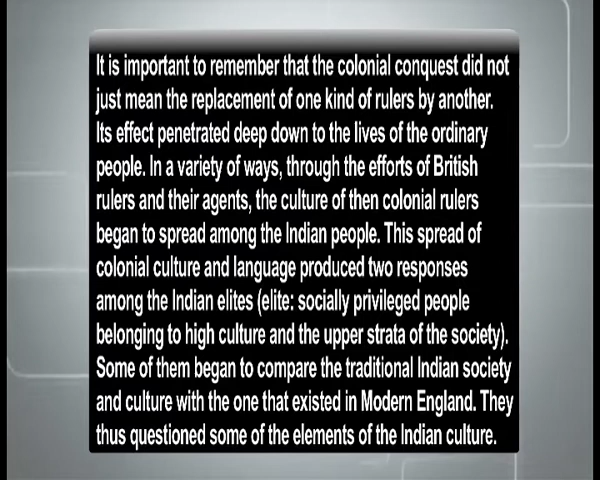 It is important to remember that the colonial conquest did not
just mean the replacement of one kind of rulers by another.
Its effect penetrated deep down to the lives of the ordinary
people. In a variety of ways, through the efforts of British
rulers and their agents, the culture of then colonial rulers
began to spread among the Indian people. This spread of
colonial culture and language produced two responses
among the Indian elites (elite: socially privileged people
belonging to high culture and the upper strata of the society).
Some of them began to compare the traditional Indian society
and culture with the one that existed in Modern England. They
thus questioned some of the elements of the Indian culture.